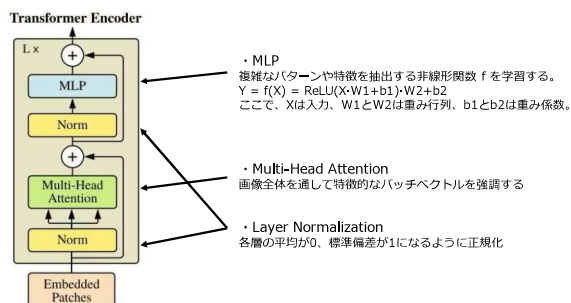 Transformer Encoder
L x
+
MLP
Norm
+
Multi-Head
Attention
Norm
Embedded
Patches
・MLP
複雑なパターンや特徴を抽出する非線形関数 f を学習する。
Y = f(X) = ReLU(X·W1+b1)·W2+b2
ここで、Xは入力、W1とW2は重み行列、b1とb2は重み係数。
・Multi-Head Attention
画像全体を通して特徴的なパッチベクトルを強調する
・Layer Normalization
各層の平均が0、標準偏差が1になるように正規化